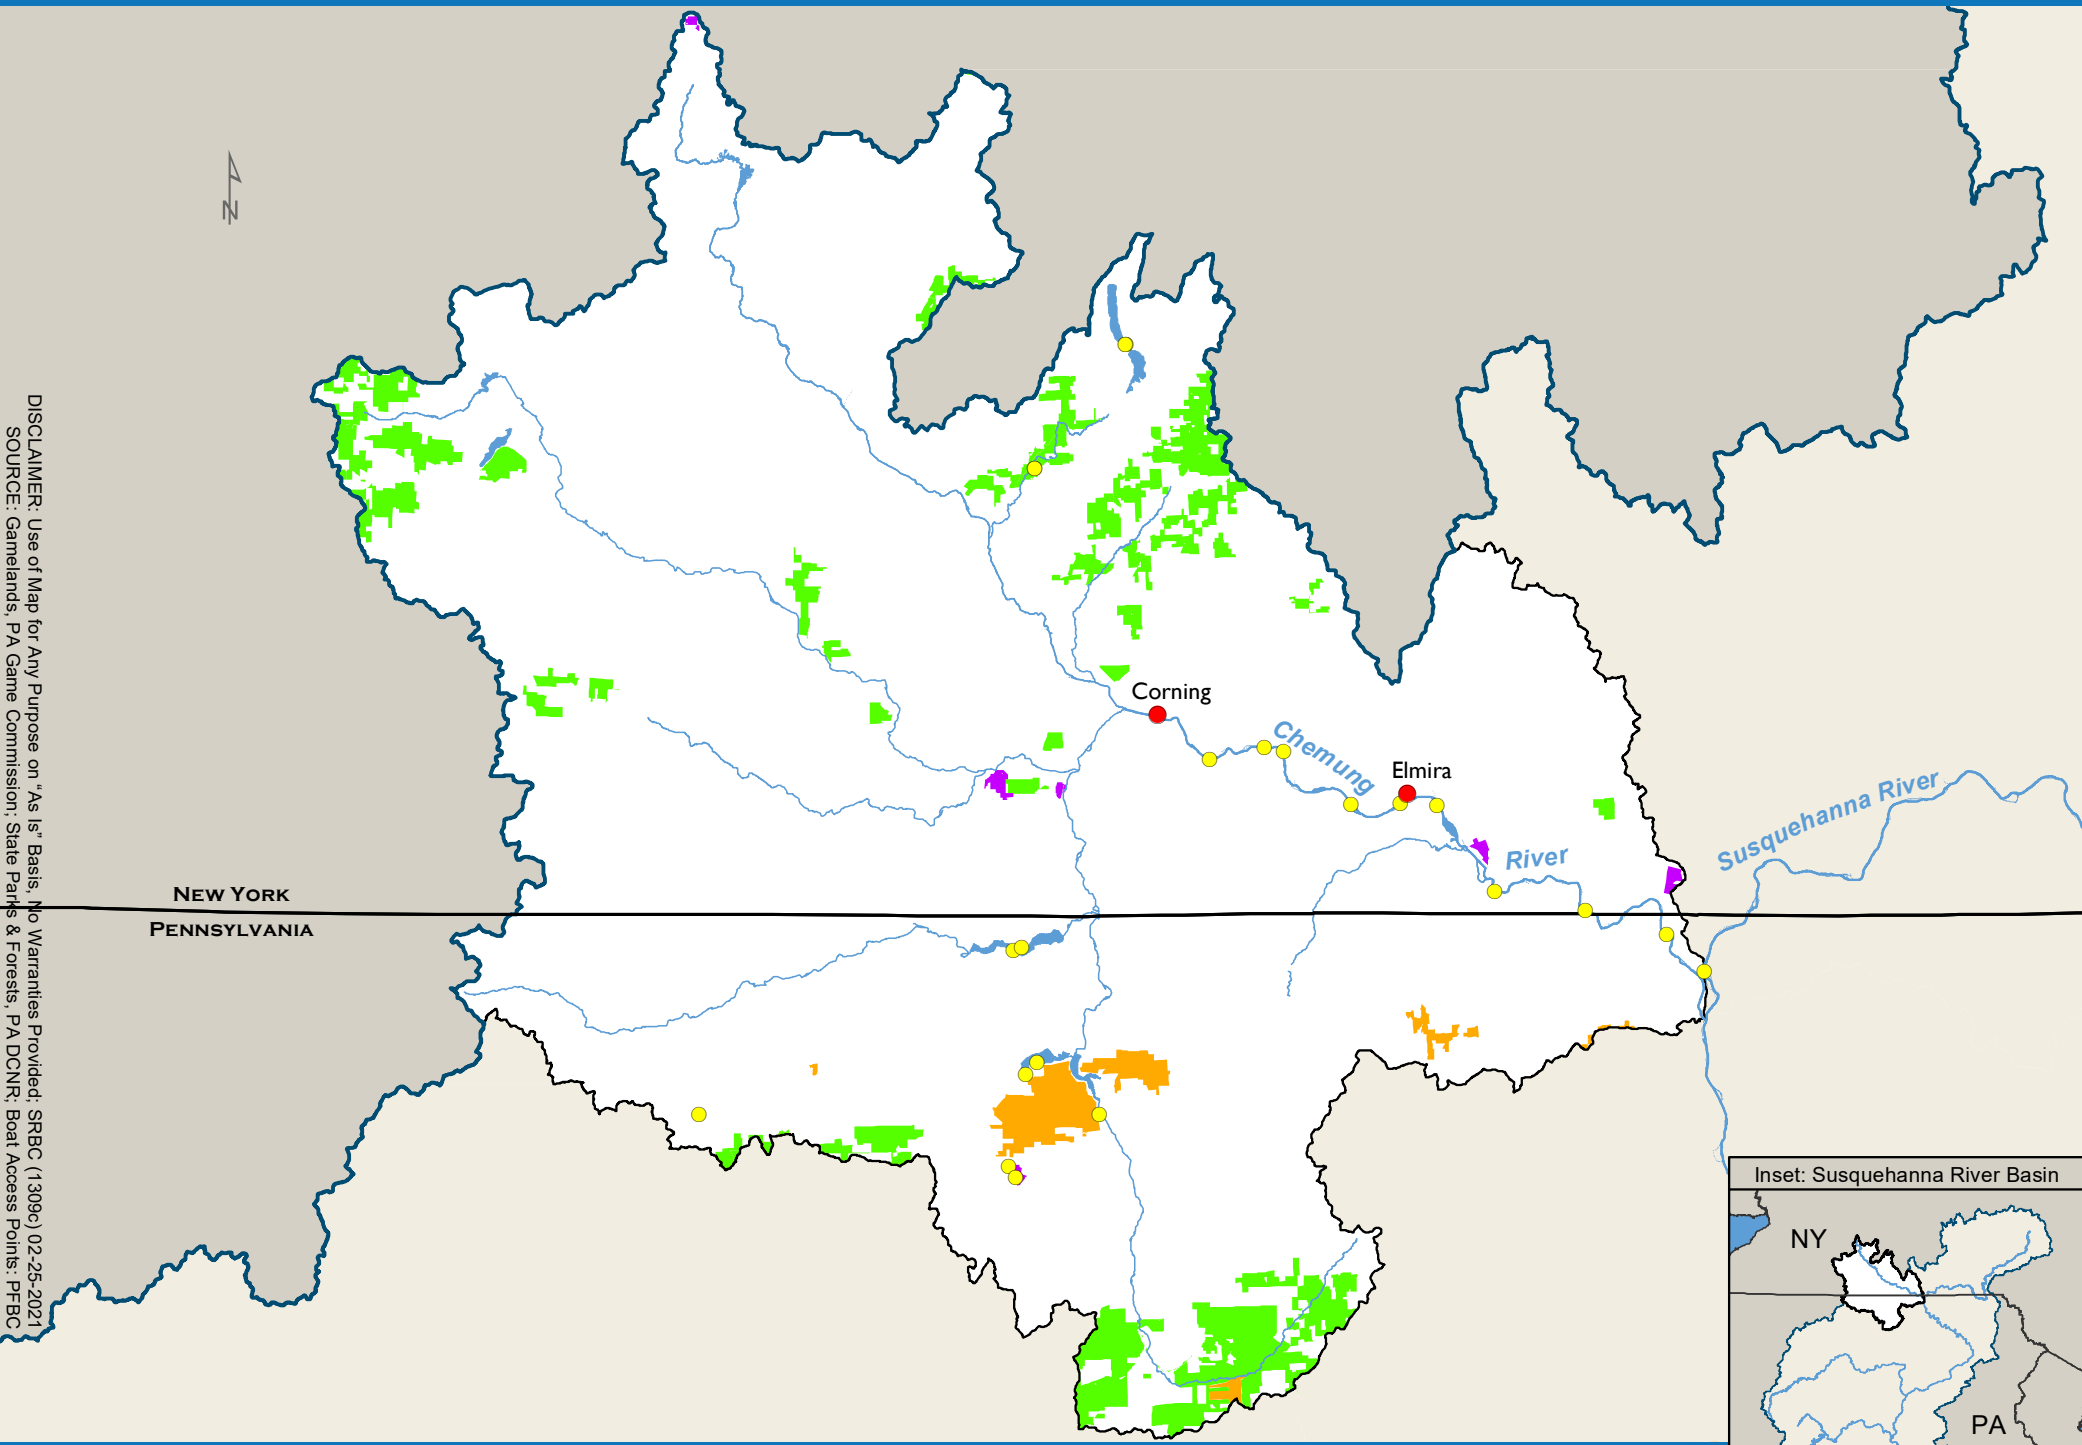 N
Corning
Chemung
Elmira
River
Susquehanna River
NEW YORK
PENNSYLVANIA
DISCLAIMER: Use of Map for Any Purpose on "As Is" Basis, No Warranties Provided; SRBC (1309c) 02-25-2021
SOURCE: Gamelands, PA Game Commission; State Parks & Forests, PA DCNR; Boat Access Points: PFBC
Inset: Susquehanna River Basin
NY
PA